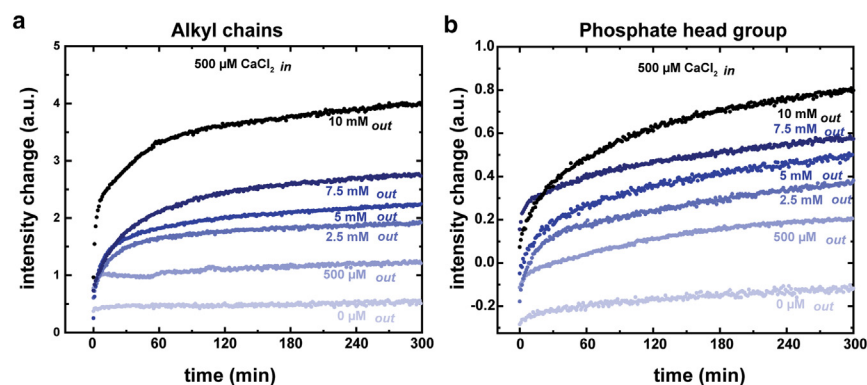 a
Alkyl chains
500 µM CaCl₂ in
intensity change (a.u.)
5
4
3
2
1
0
10 mM out
7.5 mM out
5 mM out
2.5 mM out
500 µM out
0 µM out
0 60 120 180 240 300
time (min)
b
Phosphate head group
500 µM CaCl₂ in
intensity change (a.u.)
1.0
0.8
0.6
0.4
0.2
0.0
-0.2
10 mM out
7.5 mM out
5 mM out
2.5 mM out
500 µM out
0 µM out
0 60 120 180 240 300
time (min)